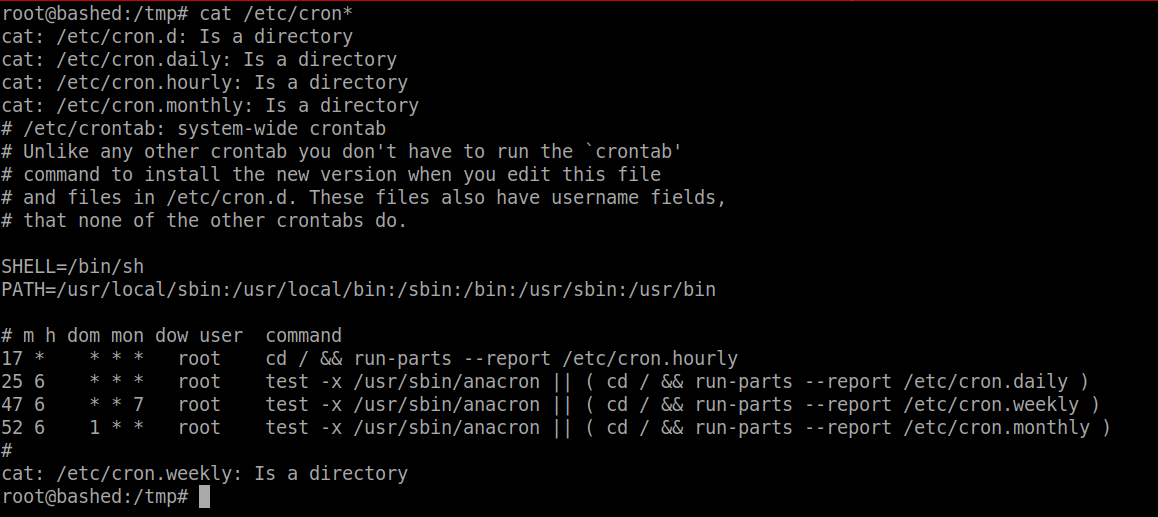 root@bashed:/tmp# cat /etc/cron*
cat: /etc/cron.d: Is a directory
cat: /etc/cron.daily: Is a directory
cat: /etc/cron.hourly: Is a directory
cat: /etc/cron.monthly: Is a directory
# /etc/crontab: system-wide crontab
# Unlike any other crontab you don't have to run the `crontab'
# command to install the new version when you edit this file
# and files in /etc/cron.d. These files also have username fields,
# that none of the other crontabs do.

SHELL=/bin/sh
PATH=/usr/local/sbin:/usr/local/bin:/sbin:/bin:/usr/sbin:/usr/bin

# m h dom mon dow user  command
17 *    * * *   root    cd / && run-parts --report /etc/cron.hourly
25 6    * * *   root    test -x /usr/sbin/anacron || ( cd / && run-parts --report /etc/cron.daily )
47 6    * * 7   root    test -x /usr/sbin/anacron || ( cd / && run-parts --report /etc/cron.weekly )
52 6    1 * *   root    test -x /usr/sbin/anacron || ( cd / && run-parts --report /etc/cron.monthly )
#
cat: /etc/cron.weekly: Is a directory
root@bashed:/tmp#